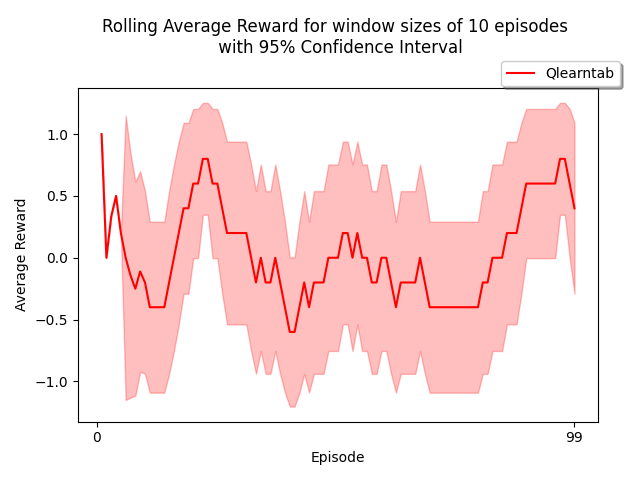 Rolling Average Reward for window sizes of 10 episodes
with 95% Confidence Interval
Qlearntab
Average Reward
1.0
0.5
0.0
−0.5
−1.0
0
99
Episode